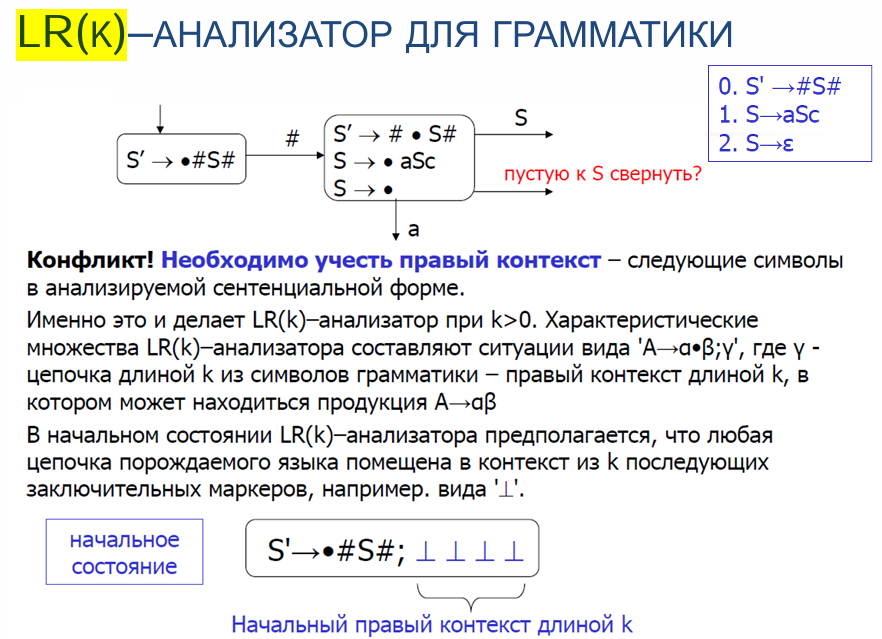 LR(K)–АНАЛИЗАТОР ДЛЯ ГРАММАТИКИ
0. S' →#S#
1. S→aSc
2. S→ε
S′ → •#S#
#
S′ → # • S#
S → • aSc
S → •
S
пустую к S свернуть?
a
Конфликт! Необходимо учесть правый контекст – следующие символы
в анализируемой сентенциальной форме.
Именно это и делает LR(k)–анализатор при k>0. Характеристические
множества LR(k)–анализатора составляют ситуации вида 'A→α•β;γ', где γ -
цепочка длиной k из символов грамматики – правый контекст длиной k, в
котором может находиться продукция A→αβ
В начальном состоянии LR(k)–анализатора предполагается, что любая
цепочка порождаемого языка помещена в контекст из k последующих
заключительных маркеров, например. вида '⊥'.
начальное
состояние
S'→•#S#; ⊥ ⊥ ⊥ ⊥
Начальный правый контекст длиной k